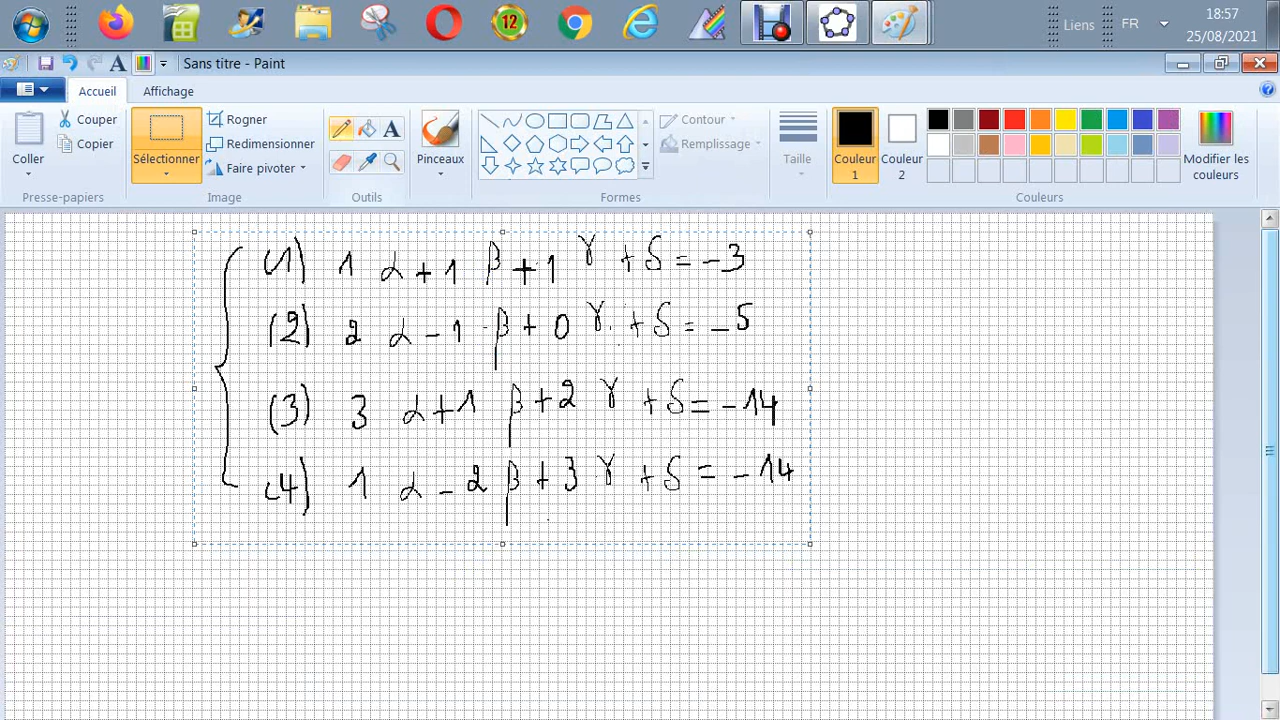 12
Liens FR 18:57
25/08/2021
Sans titre - Paint
Accueil Affichage
Coller
Couper
Copier
Presse-papiers
Sélectionner
Rogner
Redimensionner
Faire pivoter
Image
A
Outils
Pinceaux
Formes
Contour
Remplissage
Taille
Couleur 1
Couleur 2
Modifier les couleurs
Couleurs
(1) 1 α + 1 β + 1 γ + δ = -3
(2) 2 α - 1 β + 0 γ + δ = -5
(3) 3 α + 1 β + 2 γ + δ = -14
(4) 1 α - 2 β + 3 γ + δ = -14